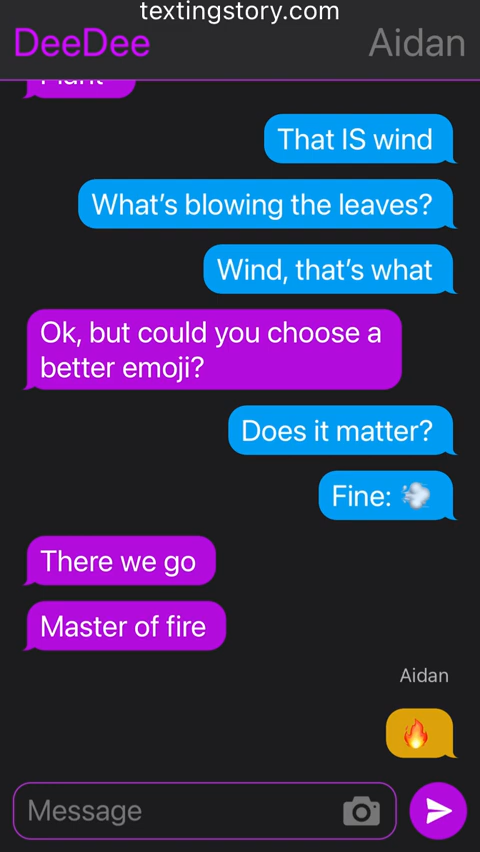 textingstory.com
DeeDee
Aidan
Plant
That IS wind
What's blowing the leaves?
Wind, that's what
Ok, but could you choose a
better emoji?
Does it matter?
Fine: 💨
There we go
Master of fire
Aidan
🔥
Message